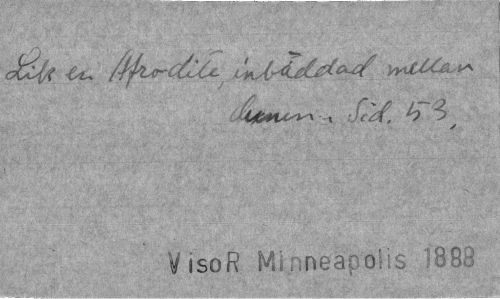 Lik en Afrodite, inbäddad mellan
Sid. 53.
VisoR MInneapolis 1888